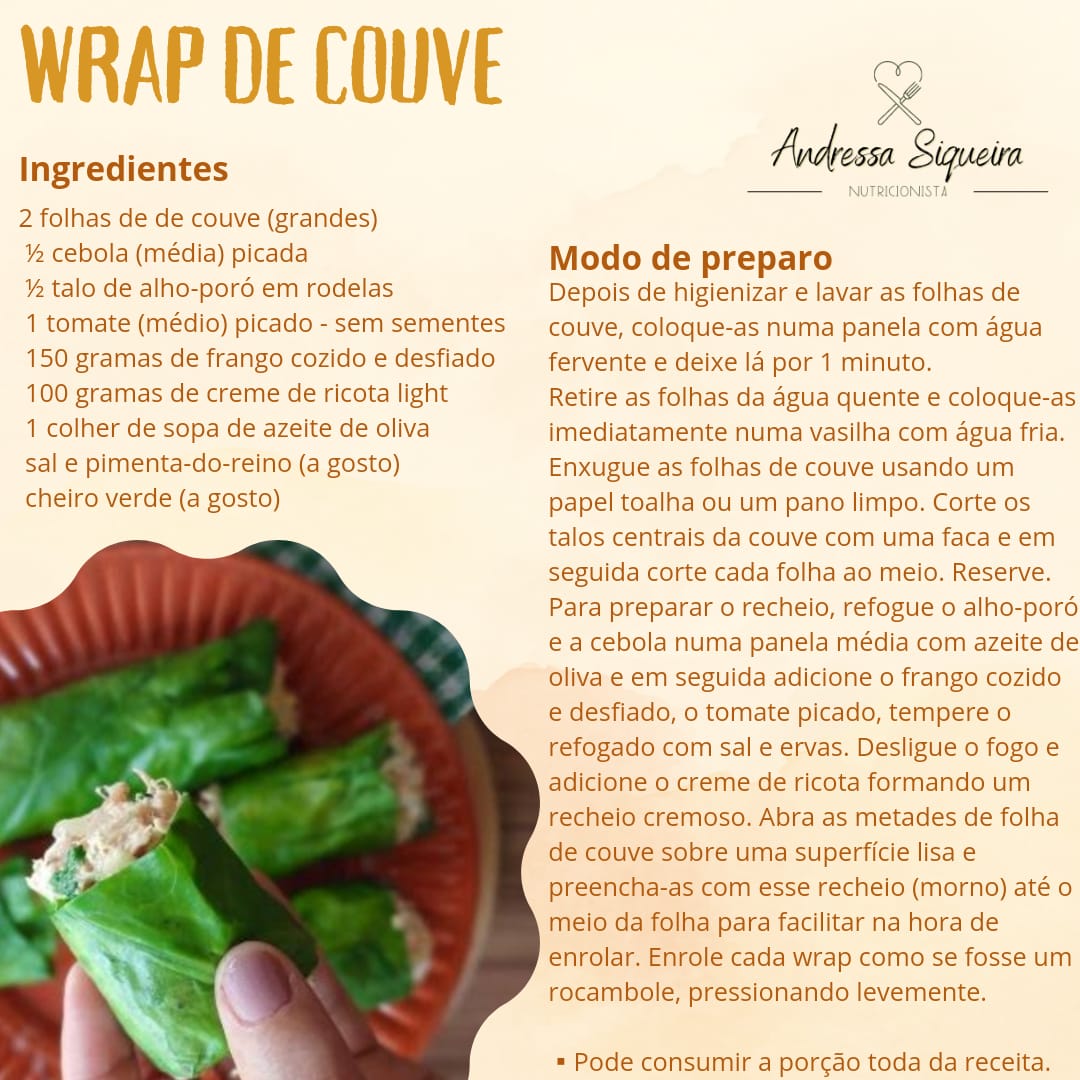 WRAP DE COUVE
Andressa Siqueira
NUTRICIONISTA
Ingredientes
2 folhas de de couve (grandes)
½ cebola (média) picada
½ talo de alho-poró em rodelas
1 tomate (médio) picado - sem sementes
150 gramas de frango cozido e desfiado
100 gramas de creme de ricota light
1 colher de sopa de azeite de oliva
sal e pimenta-do-reino (a gosto)
cheiro verde (a gosto)
Modo de preparo
Depois de higienizar e lavar as folhas de
couve, coloque-as numa panela com água
fervente e deixe lá por 1 minuto.
Retire as folhas da água quente e coloque-as
imediatamente numa vasilha com água fria.
Enxugue as folhas de couve usando um
papel toalha ou um pano limpo. Corte os
talos centrais da couve com uma faca e em
seguida corte cada folha ao meio. Reserve.
Para preparar o recheio, refogue o alho-poró
e a cebola numa panela média com azeite de
oliva e em seguida adicione o frango cozido
e desfiado, o tomate picado, tempere o
refogado com sal e ervas. Desligue o fogo e
adicione o creme de ricota formando um
recheio cremoso. Abra as metades de folha
de couve sobre uma superfície lisa e
preencha-as com esse recheio (morno) até o
meio da folha para facilitar na hora de
enrolar. Enrole cada wrap como se fosse um
rocambole, pressionando levemente.
▪ Pode consumir a porção toda da receita.